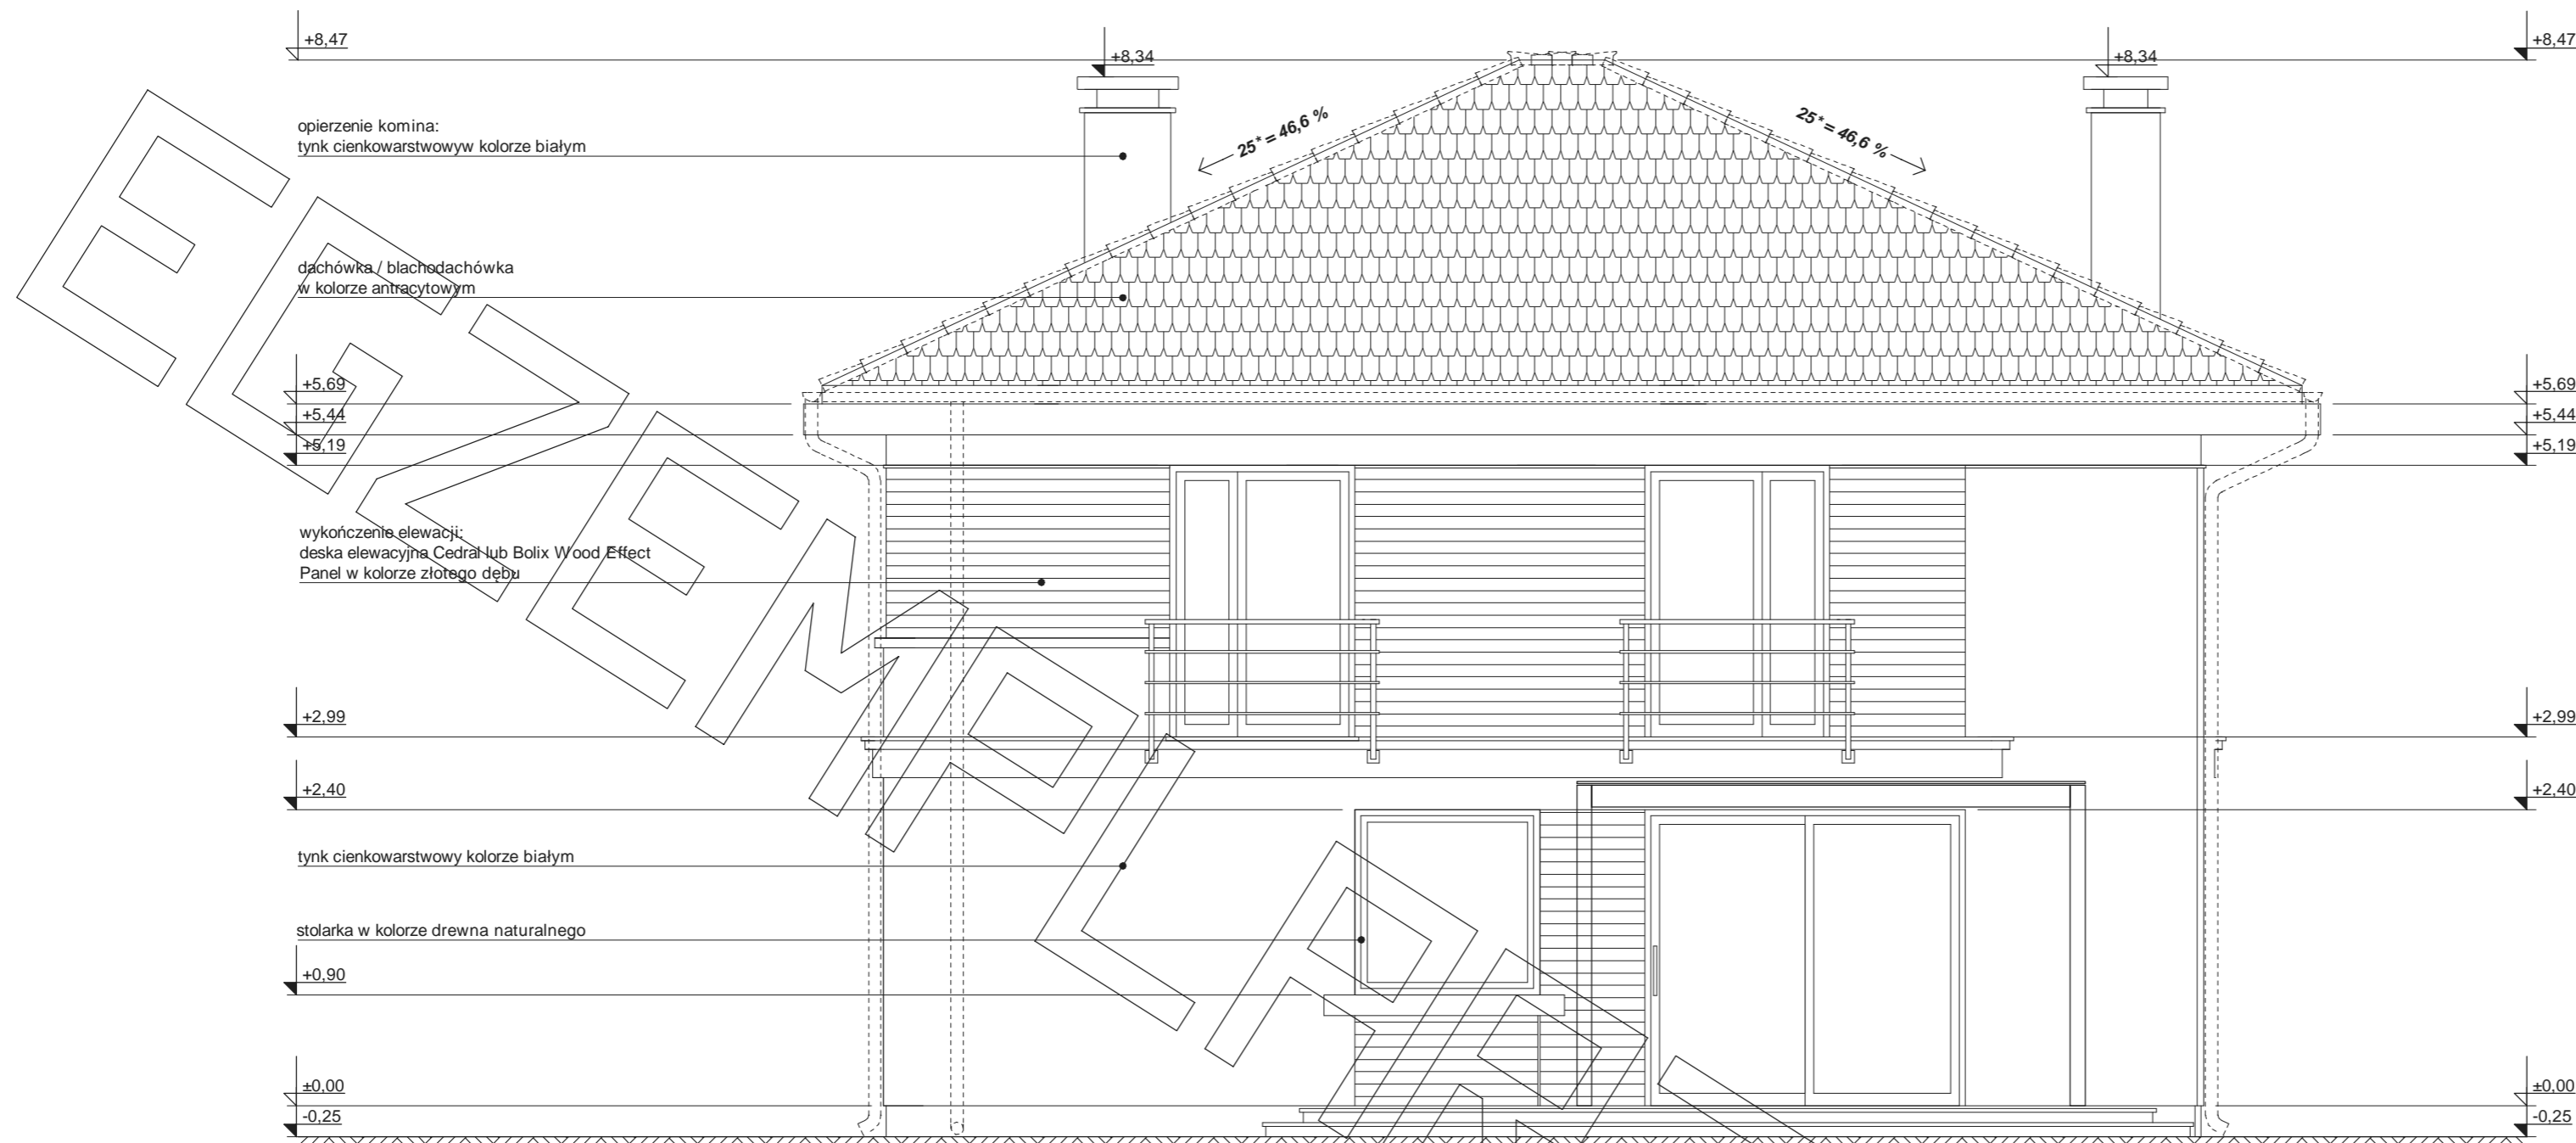 +8,47
+8,34
+8,34
+8,47
opierzenie komina:
tynk cienkowarstwowyw kolorze białym
25* = 46,6 %
25* = 46,6 %
dachówka / blachodachówka
w kolorze antracytowym
+5,69
+5,69
+5,44
+5,44
+5,19
+5,19
wykończenie elewacji:
deska elewacyjna Cedral lub Bolix Wood Effect
Panel w kolorze złotego dębu
+2,99
+2,99
+2,40
+2,40
tynk cienkowarstwowy kolorze białym
stolarka w kolorze drewna naturalnego
+0,90
±0,00
±0,00
-0,25
-0,25